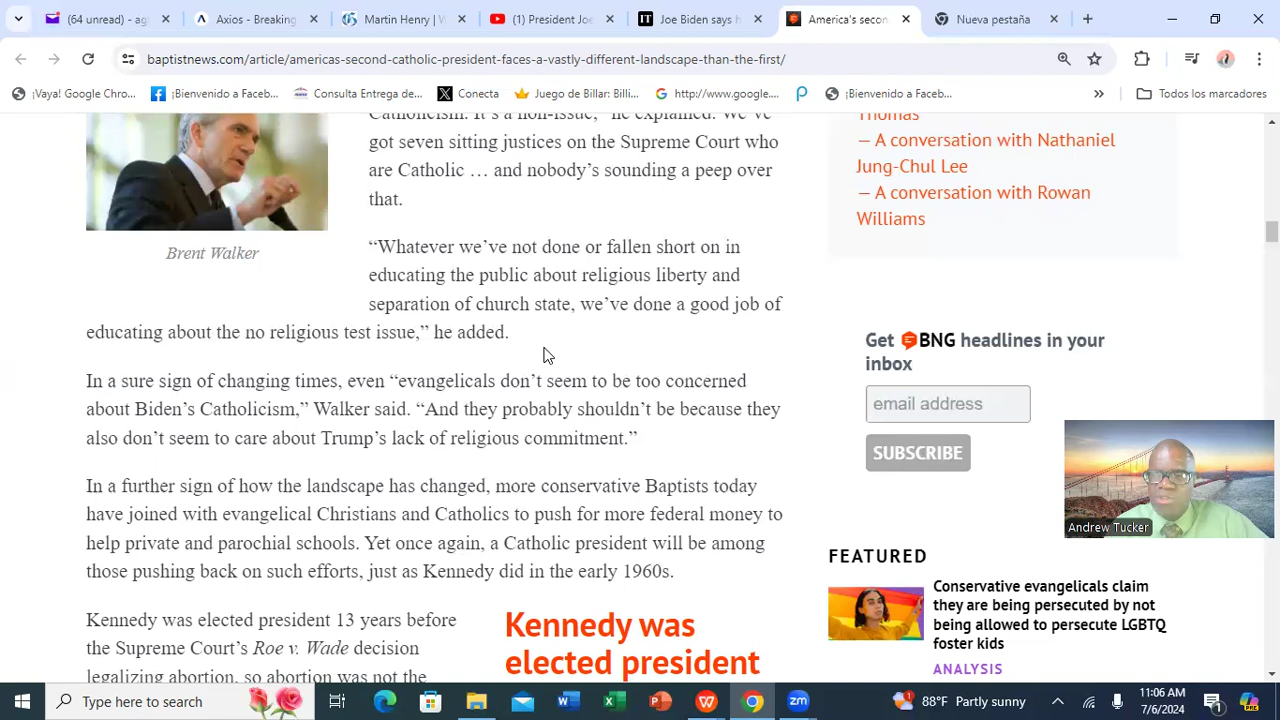 (64 unread) - ag
Axios - Breaking
Martin Henry | W
(1) President Joe
Joe Biden says h
America's secon
Nueva pestaña
baptistnews.com/article/americas-second-catholic-president-faces-a-vastly-different-landscape-than-the-first/
¡Vaya! Google Chro...
¡Bienvenido a Faceb...
Consulta Entrega de...
Conecta
Juego de Billar: Billi...
http://www.google....
¡Bienvenido a Faceb...
Todos los marcadores
Catholicism. It's a non-issue," he explained. "We've
got seven sitting justices on the Supreme Court who
are Catholic … and nobody's sounding a peep over
that.
Brent Walker
“Whatever we’ve not done or fallen short on in
educating the public about religious liberty and
separation of church state, we’ve done a good job of
educating about the no religious test issue,” he added.
In a sure sign of changing times, even “evangelicals don’t seem to be too concerned
about Biden’s Catholicism,” Walker said. “And they probably shouldn’t be because they
also don’t seem to care about Trump’s lack of religious commitment.”
In a further sign of how the landscape has changed, more conservative Baptists today
have joined with evangelical Christians and Catholics to push for more federal money to
help private and parochial schools. Yet once again, a Catholic president will be among
those pushing back on such efforts, just as Kennedy did in the early 1960s.
Kennedy was elected president 13 years before
the Supreme Court’s Roe v. Wade decision
legalizing abortion, so abortion was not the
Kennedy was
elected president
Thomas
— A conversation with Nathaniel
Jung-Chul Lee
— A conversation with Rowan
Williams
Get BNG headlines in your
inbox
email address
SUBSCRIBE
Andrew Tucker
FEATURED
Conservative evangelicals claim
they are being persecuted by not
being allowed to persecute LGBTQ
foster kids
ANALYSIS
Type here to search
88°F Partly sunny
11:06 AM
7/6/2024